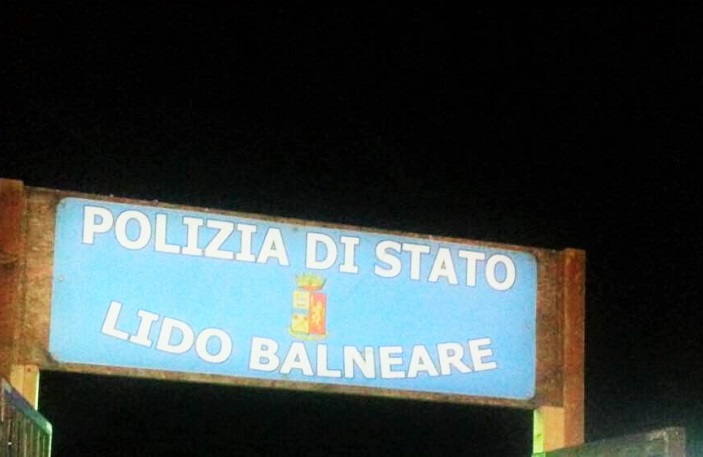 POLIZIA DI STATO
LIDO BALNEARE